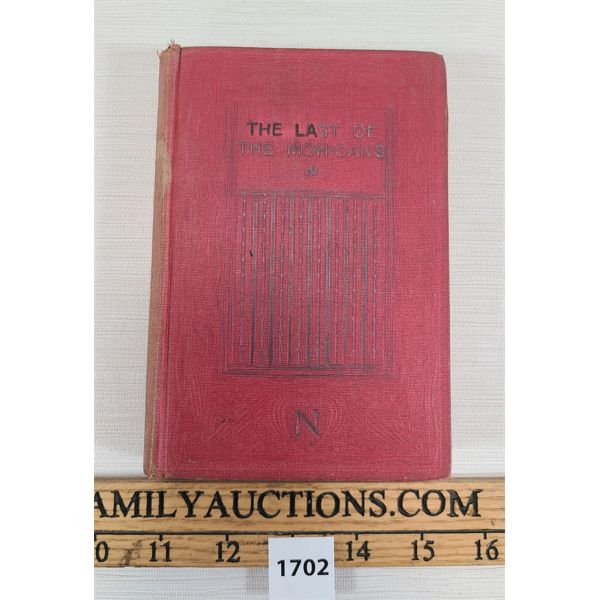 THE LAST OF
THE MOHICANS
N
AMILYAUCTIONS.COM
0 11 12 14 15 16
1702